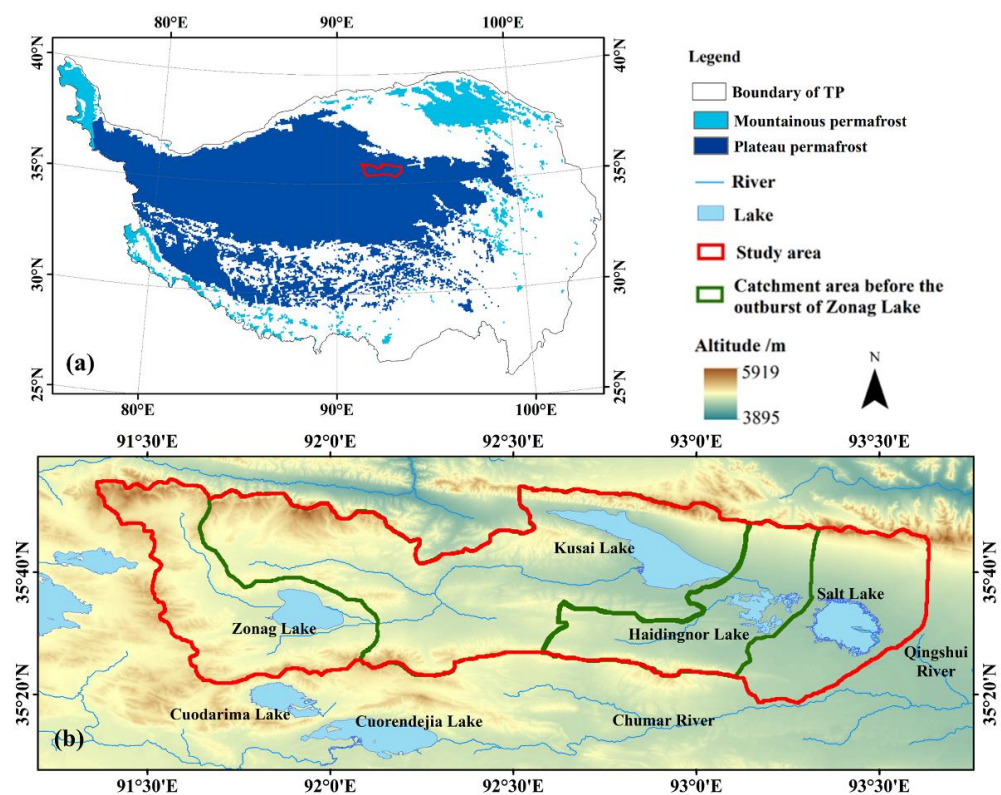 80°E 90°E 100°E
40°N
35°N
30°N
25°N
40°N
35°N
30°N
25°N
(a)
80°E 90°E 100°E
Legend
Boundary of TP
Mountainous permafrost
Plateau permafrost
River
Lake
Study area
Catchment area before the
outburst of Zonag Lake
Altitude /m
5919
3895
N
91°30'E 92°0'E 92°30'E 93°0'E 93°30'E
35°40'N
35°20'N
35°40'N
35°20'N
Kusai Lake
Salt Lake
Zonag Lake
Haidingnor Lake
Qingshui
River
Cuodarima Lake
Cuorendejia Lake
Chumar River
(b)
91°30'E 92°0'E 92°30'E 93°0'E 93°30'E